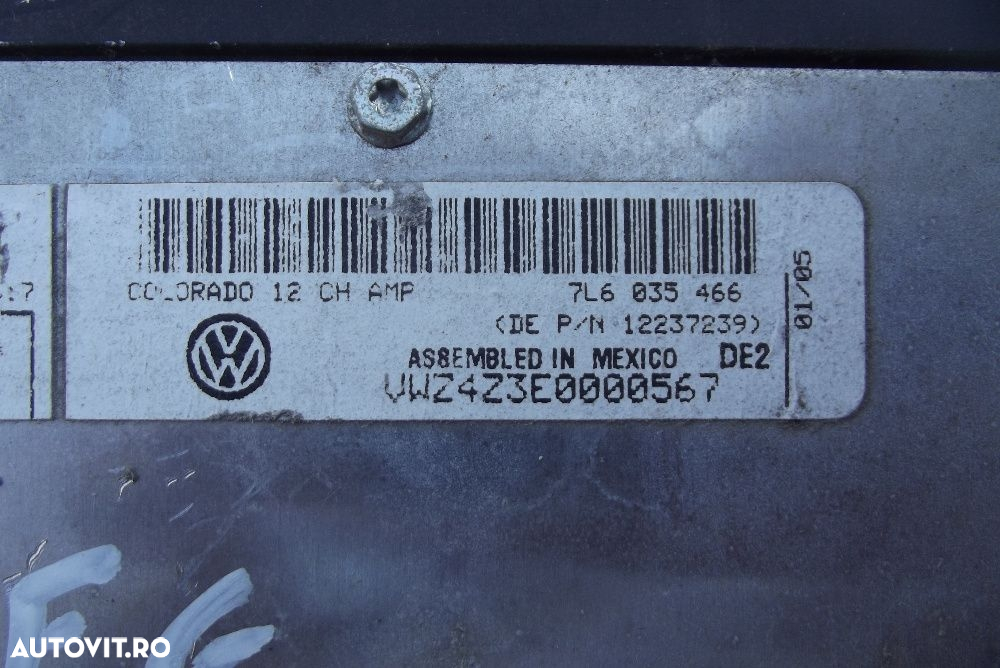 COLORADO 12 CH AMP 7L6 035 466
(DE P/N 12237239)
ASSEMBLED IN MEXICO DE2
VWZ4Z3E0000567
01/05
AUTOVIT.RO